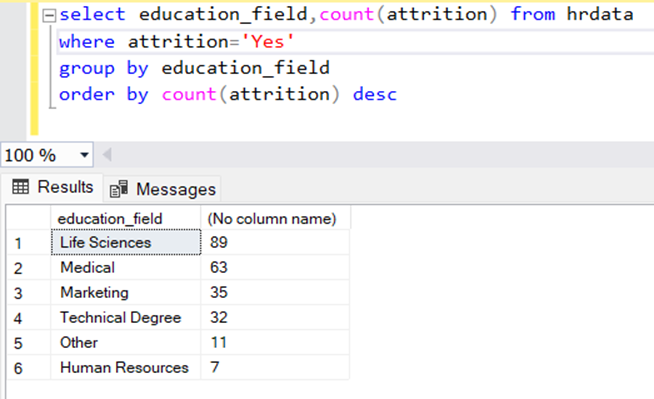 select education_field,count(attrition) from hrdata
where attrition='Yes'
group by education_field
order by count(attrition) desc
100 %
Results Messages
education_field (No column name)
1 Life Sciences 89
2 Medical 63
3 Marketing 35
4 Technical Degree 32
5 Other 11
6 Human Resources 7